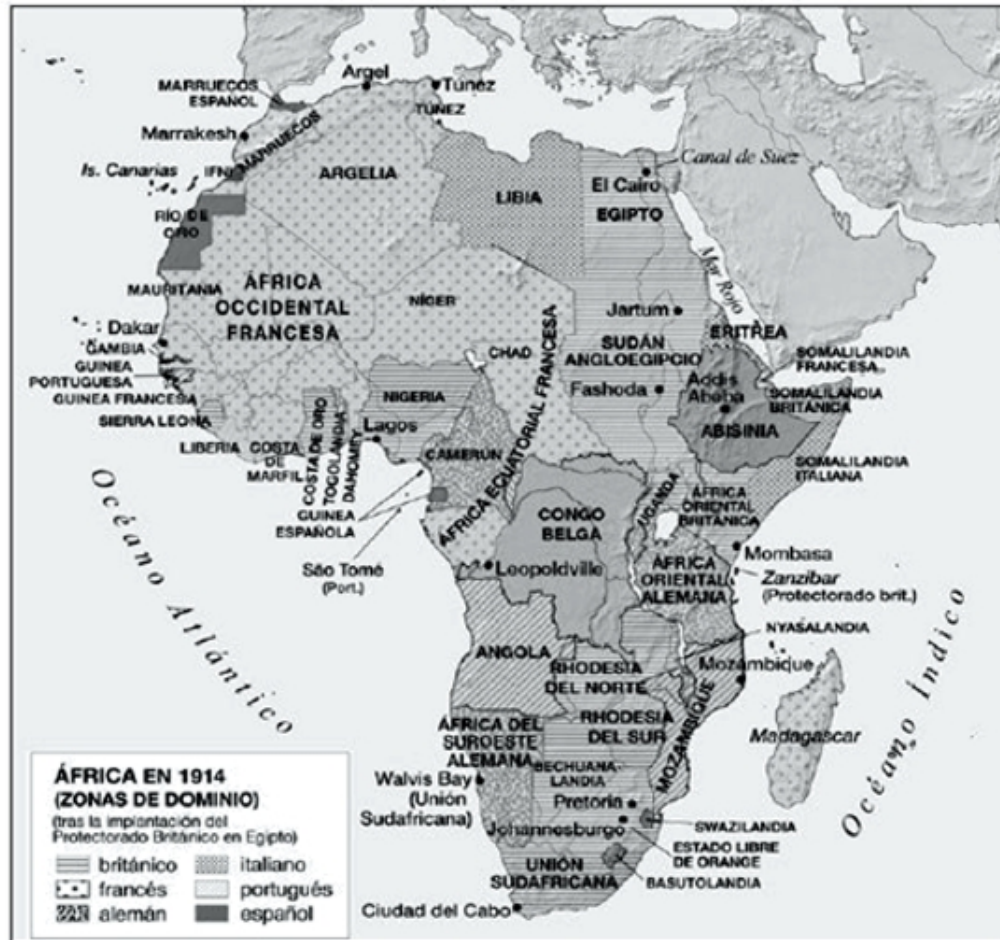 Argel
Túnez
MARRUECOS
ESPAÑOL
TÚNEZ
Marrakesh
MARRUECOS
Canal de Suez
Is. Canarias
IFNI
ARGELIA
LIBIA
El Cairo
EGIPTO
RÍO DE
ORO
Mar Rojo
MAURITANIA
ÁFRICA
OCCIDENTAL
FRANCESA
NÍGER
Jartum
Dakar
ERITREA
GAMBIA
CHAD
SUDÁN
ANGLOEGIPCIO
SOMALILANDIA
FRANCESA
GUINEA
PORTUGUESA
Fashoda
Addis
Abeba
SOMALILANDIA
BRITÁNICA
GUINEA FRANCESA
NIGERIA
SIERRA LEONA
Lagos
ABISINIA
LIBERIA
COSTA
DE
MARFIL
COSTA DE ORO
TOGOLANDIA
DAHOMEY
CAMERÚN
ÁFRICA ECUATORIAL FRANCESA
SOMALILANDIA
ITALIANA
UGANDA
ÁFRICA
ORIENTAL
BRITÁNICA
GUINEA
ESPAÑOLA
CONGO
BELGA
Mombasa
São Tomé
(Port.)
Leopoldville
ÁFRICA
ORIENTAL
ALEMANA
Zanzibar
(Protectorado brit.)
Océano Atlántico
NYASALANDIA
ANGOLA
RHODESIA
DEL NORTE
Mozambique
Océano Índico
ÁFRICA DEL
SUROESTE
ALEMANA
RHODESIA
DEL SUR
MOZAMBIQUE
Madagascar
BECHUANA-
LANDIA
Walvis Bay
(Unión
Sudafricana)
Pretoria
Johannesburgo
SWAZILANDIA
ESTADO LIBRE
DE ORANGE
UNIÓN
SUDAFRICANA
BASUTOLANDIA
Ciudad del Cabo
ÁFRICA EN 1914
(ZONAS DE DOMINIO)
(tras la implantación del
Protectorado Británico en Egipto)
británico
italiano
francés
portugués
alemán
español